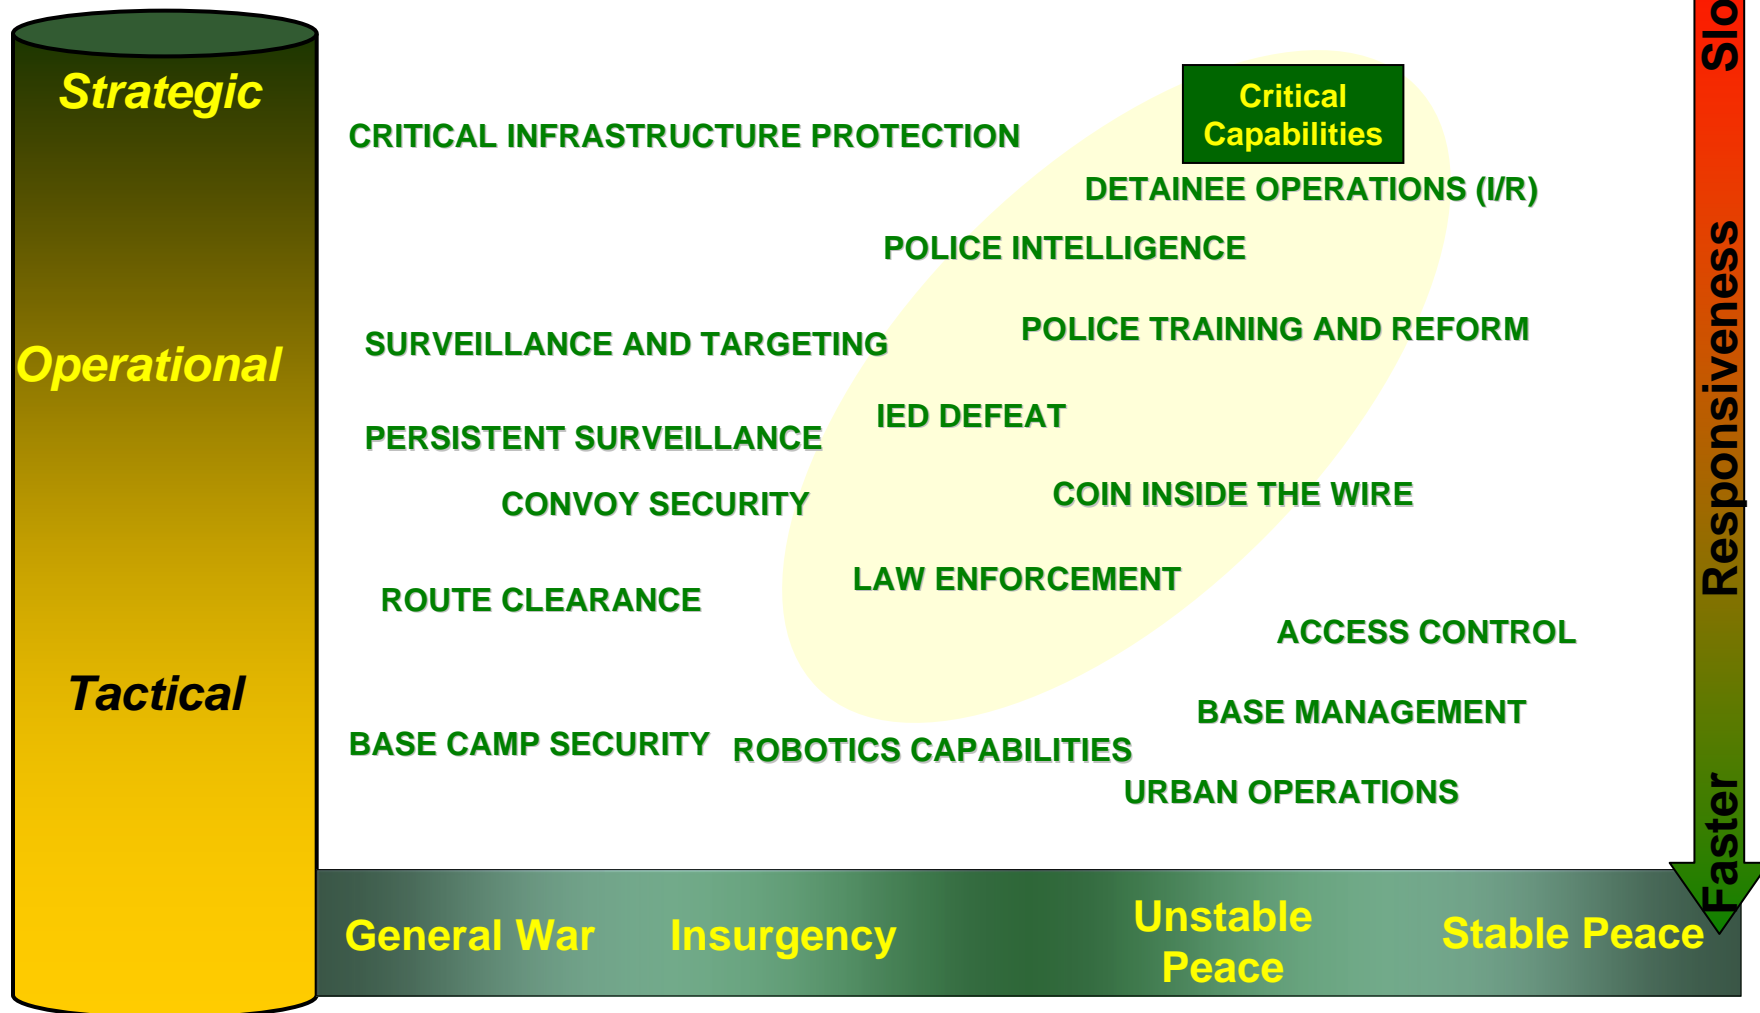 Strategic
Operational
Tactical
CRITICAL INFRASTRUCTURE PROTECTION
Critical
Capabilities
DETAINEE OPERATIONS (I/R)
POLICE INTELLIGENCE
SURVEILLANCE AND TARGETING
POLICE TRAINING AND REFORM
IED DEFEAT
PERSISTENT SURVEILLANCE
CONVOY SECURITY
COIN INSIDE THE WIRE
LAW ENFORCEMENT
ROUTE CLEARANCE
ACCESS CONTROL
BASE MANAGEMENT
BASE CAMP SECURITY
ROBOTICS CAPABILITIES
URBAN OPERATIONS
General War
Insurgency
Unstable
Peace
Stable Peace
Faster Responsiveness Slo